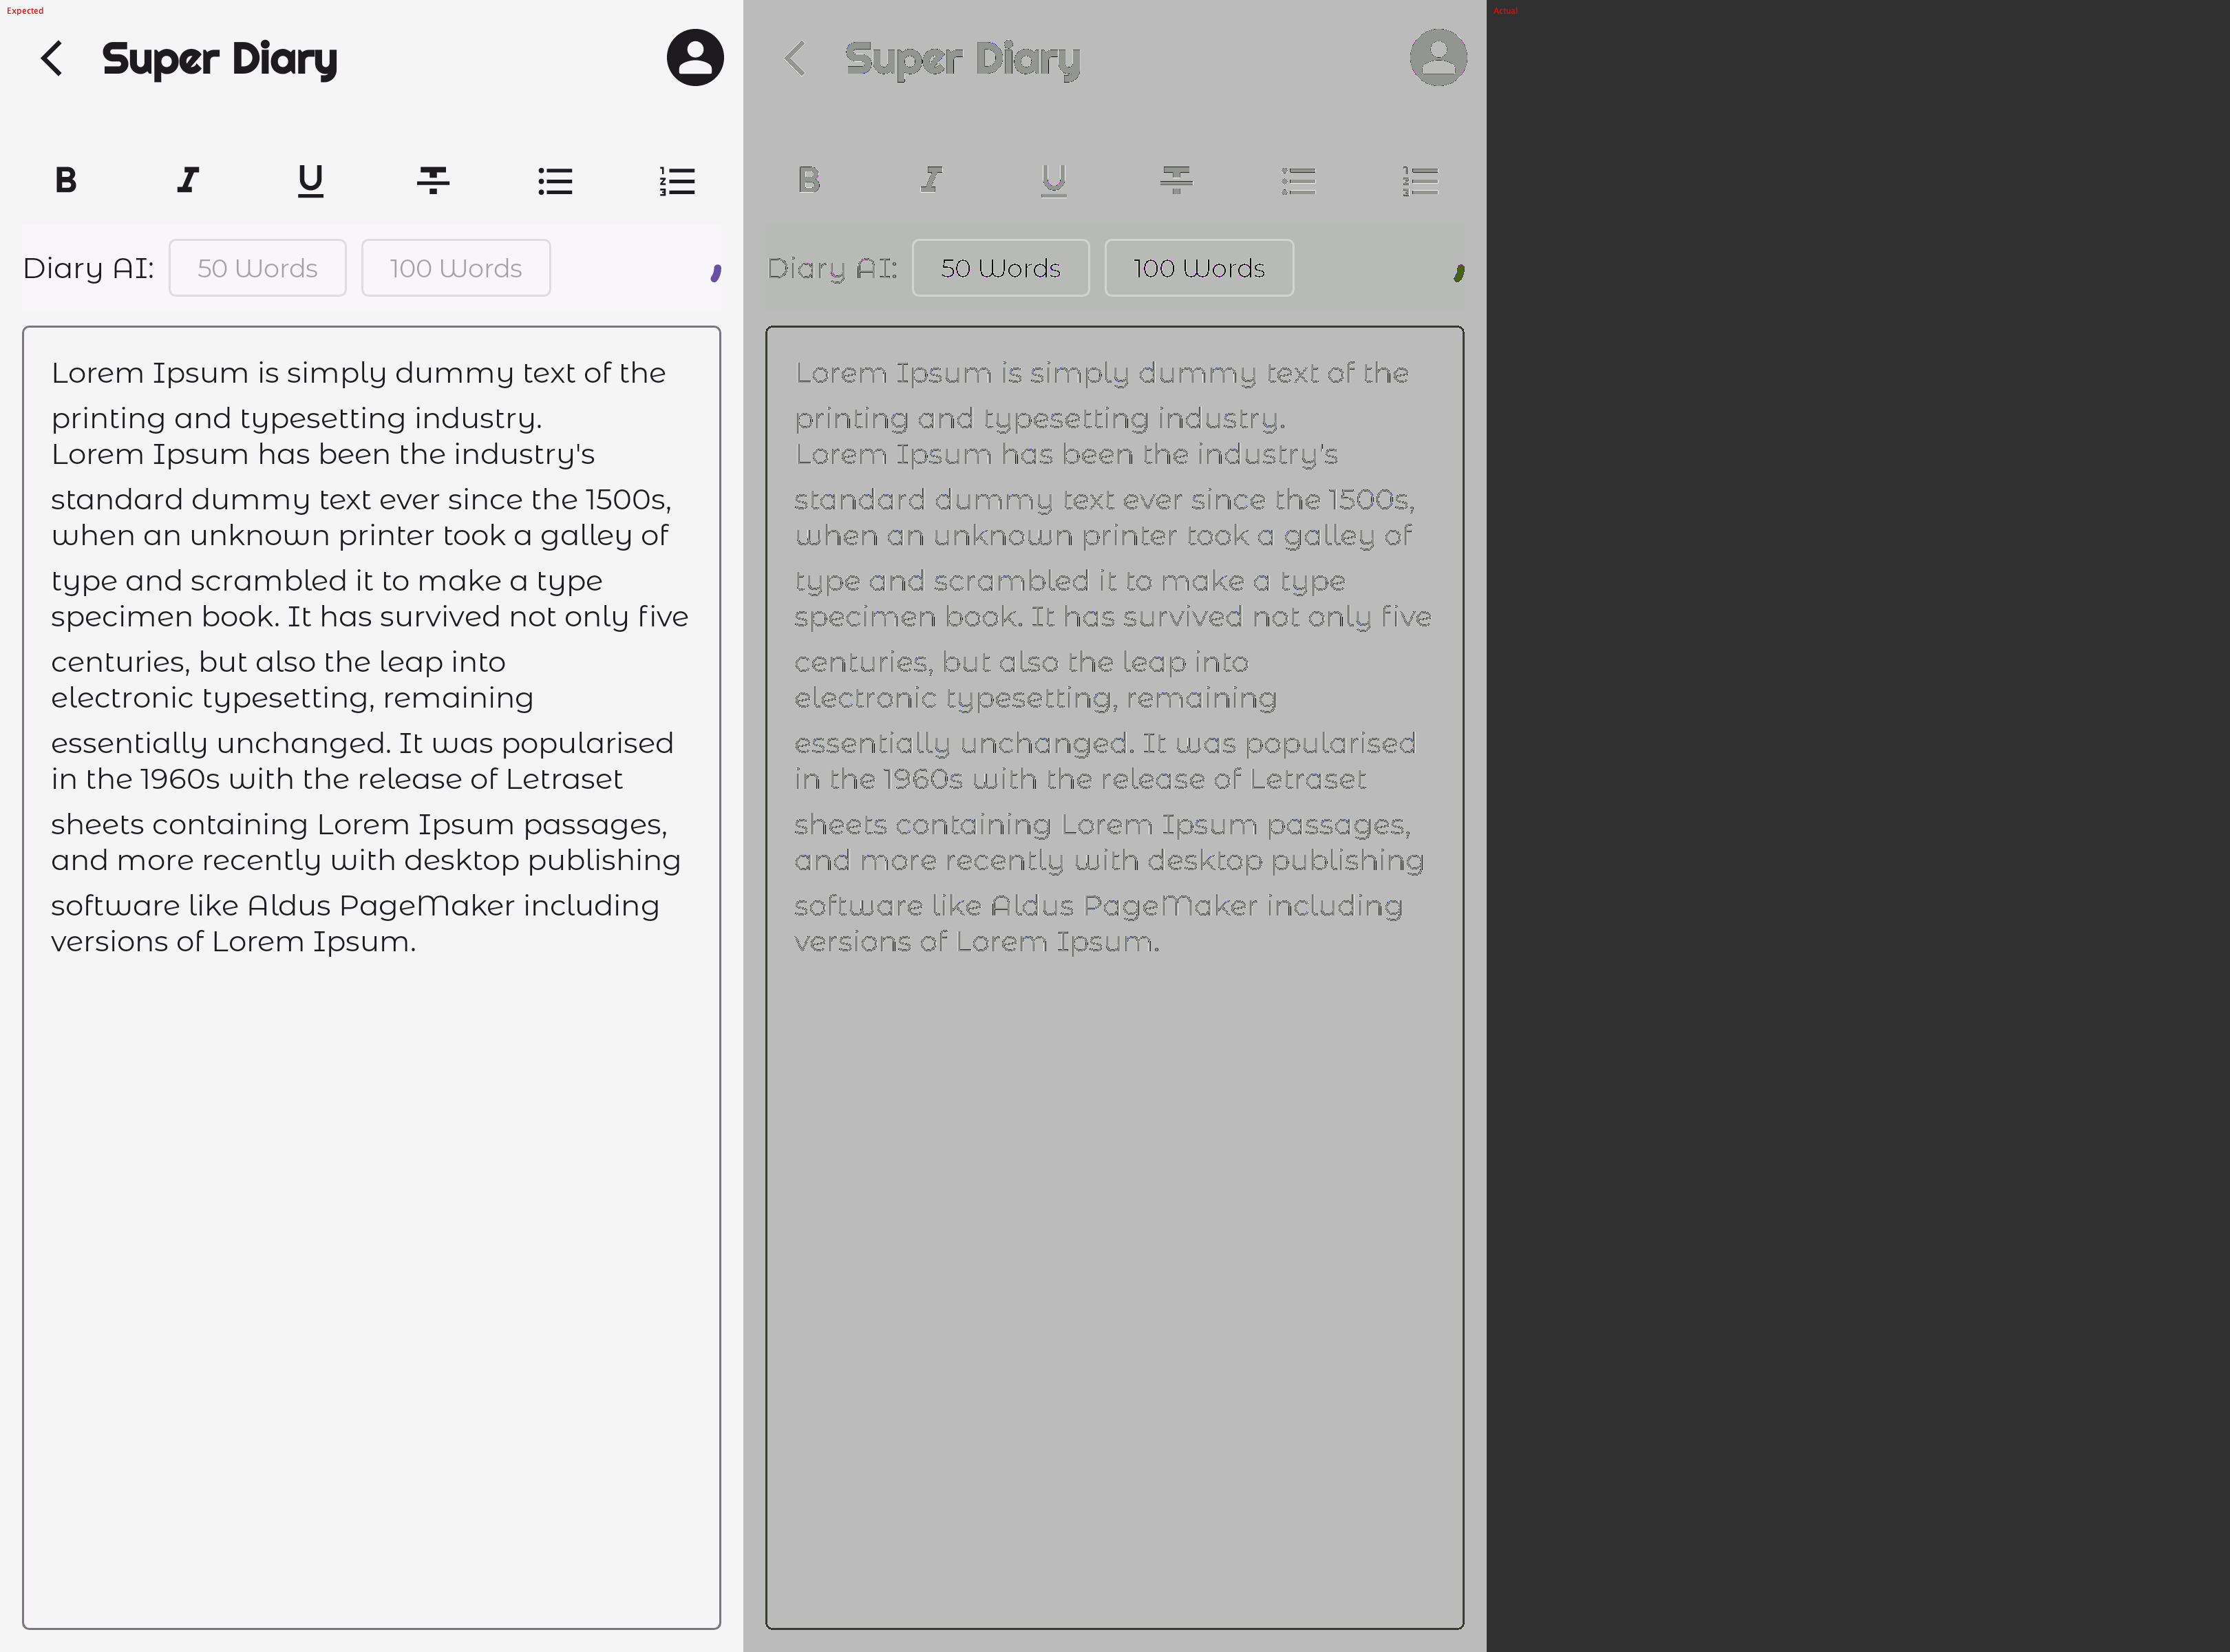 Expected
Super Diary
B I U T
1
2
3
Diary AI: 50 Words 100 Words
Lorem Ipsum is simply dummy text of the
printing and typesetting industry.
Lorem Ipsum has been the industry's
standard dummy text ever since the 1500s,
when an unknown printer took a galley of
type and scrambled it to make a type
specimen book. It has survived not only five
centuries, but also the leap into
electronic typesetting, remaining
essentially unchanged. It was popularised
in the 1960s with the release of Letraset
sheets containing Lorem Ipsum passages,
and more recently with desktop publishing
software like Aldus PageMaker including
versions of Lorem Ipsum.
Super Diary
B I U T
Diary AI: 50 Words 100 Words
Lorem Ipsum is simply dummy text of the
printing and typesetting industry.
Lorem Ipsum has been the industry's
standard dummy text ever since the 1500s,
when an unknown printer took a galley of
type and scrambled it to make a type
specimen book. It has survived not only five
centuries, but also the leap into
electronic typesetting, remaining
essentially unchanged. It was popularised
in the 1960s with the release of Letraset
sheets containing Lorem Ipsum passages,
and more recently with desktop publishing
software like Aldus PageMaker including
versions of Lorem Ipsum.
Actual